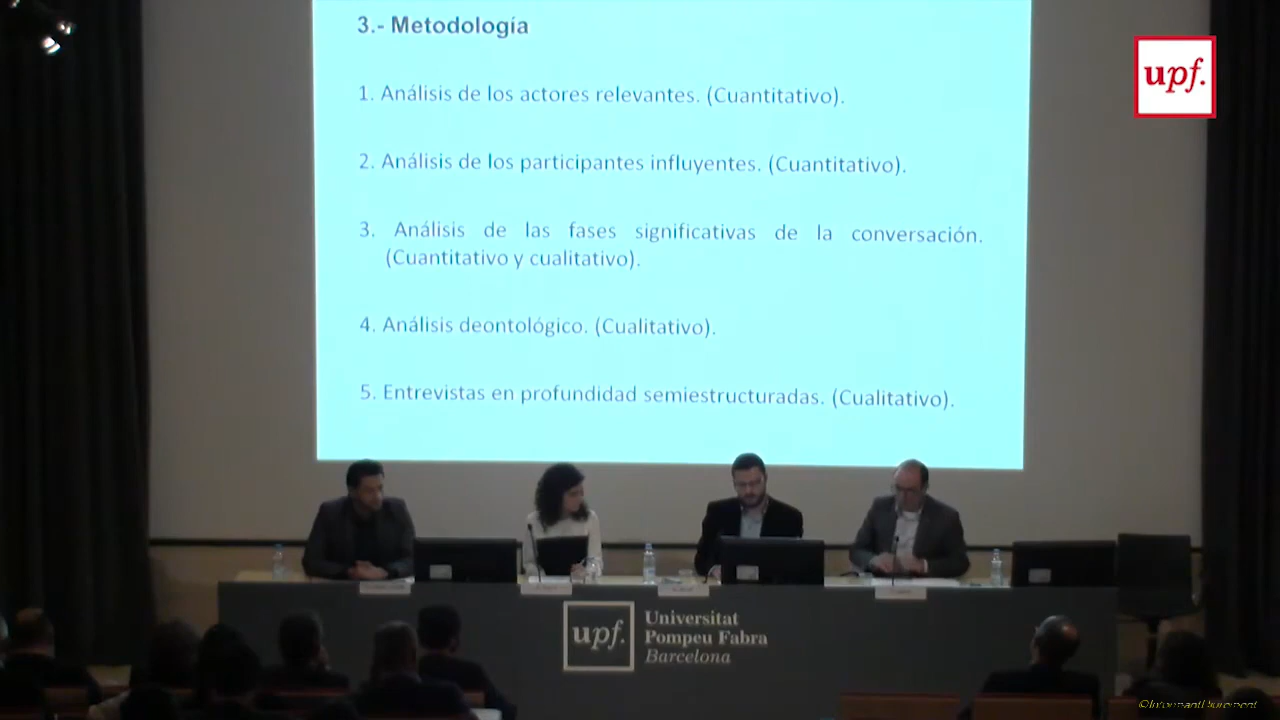 3.- Metodología
1. Análisis de los actores relevantes. (Cuantitativo).
2. Análisis de los participantes influyentes. (Cuantitativo).
3. Análisis de las fases significativas de la conversación.
(Cuantitativo y cualitativo).
4. Análisis deontológico. (Cualitativo).
5. Entrevistas en profundidad semiestructuradas. (Cualitativo).
upf.
upf.
Universitat
Pompeu Fabra
Barcelona